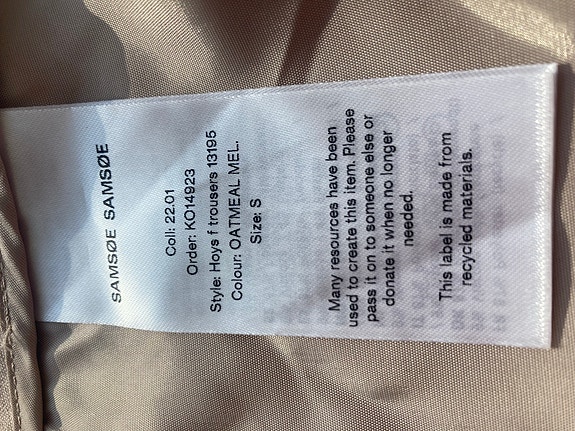 SAMSØE SAMSØE
Coll: 22.01
Order: KO14923
Style: Hoys f trousers 13195
Colour: OATMEAL MEL.
Size: S
Many resources have been
used to create this item. Please
pass it on to someone else or
donate it when no longer
needed.
This label is made from
recycled materials.